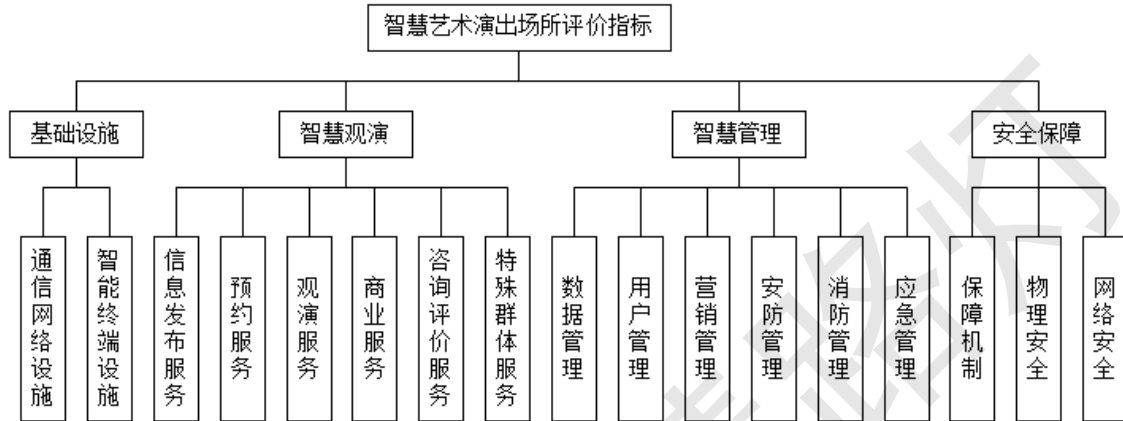 智慧艺术演出场所评价指标
基础设施
智慧观演
智慧管理
安全保障
通信网络设施
智能终端设施
信息发布服务
预约服务
观演服务
商业服务
咨询评价服务
特殊群体服务
数据管理
用户管理
营销管理
安防管理
消防管理
应急管理
保障机制
物理安全
网络安全
路灯